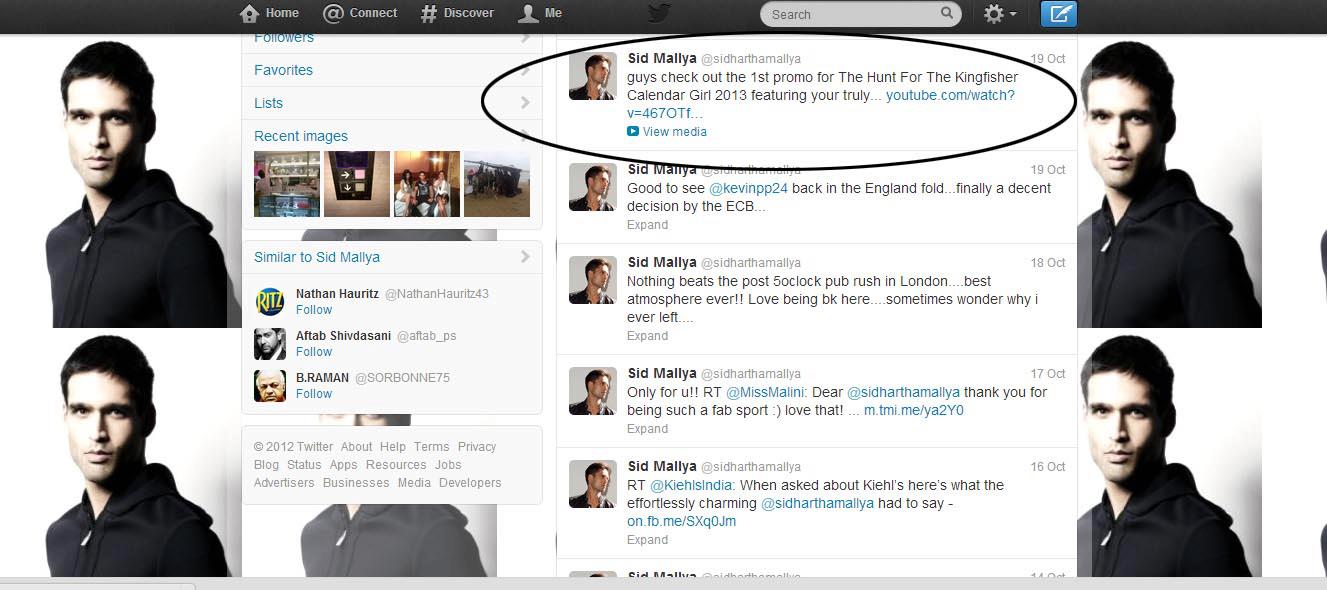 Home Connect Discover Me Search
Followers
Favorites
Lists
Recent images
Similar to Sid Mallya
RITZ
Nathan Hauritz @NathanHauritz43
Follow
Aftab Shivdasani @aftab_ps
Follow
B.RAMAN @SORBONNE75
Follow
© 2012 Twitter About Help Terms Privacy
Blog Status Apps Resources Jobs
Advertisers Businesses Media Developers
Sid Mallya @sidharthamallya 19 Oct
guys check out the 1st promo for The Hunt For The Kingfisher
Calendar Girl 2013 featuring your truly... youtube.com/watch?
v=467OTf...
View media
Sid Mallya @sidharthamallya 19 Oct
Good to see @kevinpp24 back in the England fold...finally a decent
decision by the ECB...
Expand
Sid Mallya @sidharthamallya 18 Oct
Nothing beats the post 5oclock pub rush in London....best
atmosphere ever!! Love being bk here....sometimes wonder why i
ever left....
Expand
Sid Mallya @sidharthamallya 17 Oct
Only for u!! RT @MissMalini: Dear @sidharthamallya thank you for
being such a fab sport :) love that! ... m.tmi.me/ya2Y0
Expand
Sid Mallya @sidharthamallya 16 Oct
RT @KiehlsIndia: When asked about Kiehl's here's what the
effortlessly charming @sidharthamallya had to say -
on.fb.me/SXq0Jm
Expand
Sid Mallya @sidharthamallya 14 Oct